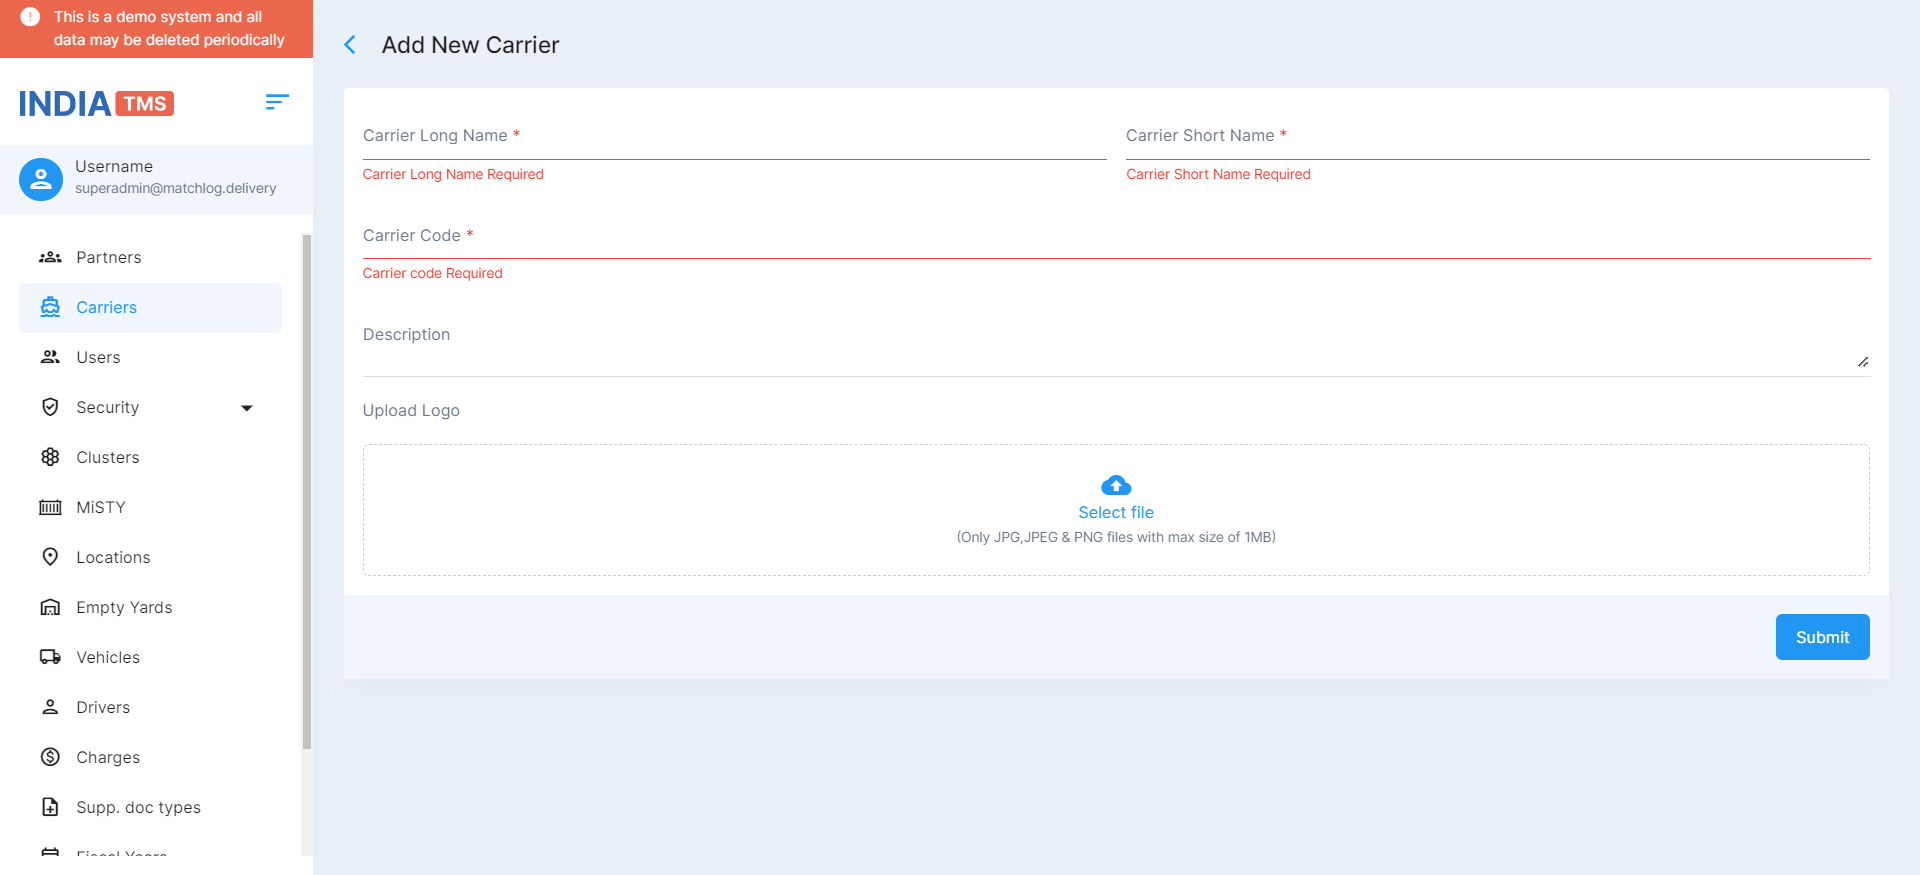 This is a demo system and all
data may be deleted periodically
INDIA TMS
Username
superadmin@matchlog.delivery
Partners
Carriers
Users
Security
Clusters
MiSTY
Locations
Empty Yards
Vehicles
Drivers
Charges
Supp. doc types
Fiscal Years
Add New Carrier
Carrier Long Name *
Carrier Short Name *
Carrier Long Name Required
Carrier Short Name Required
Carrier Code *
Carrier code Required
Description
Upload Logo
Select file
(Only JPG,JPEG & PNG files with max size of 1MB)
Submit